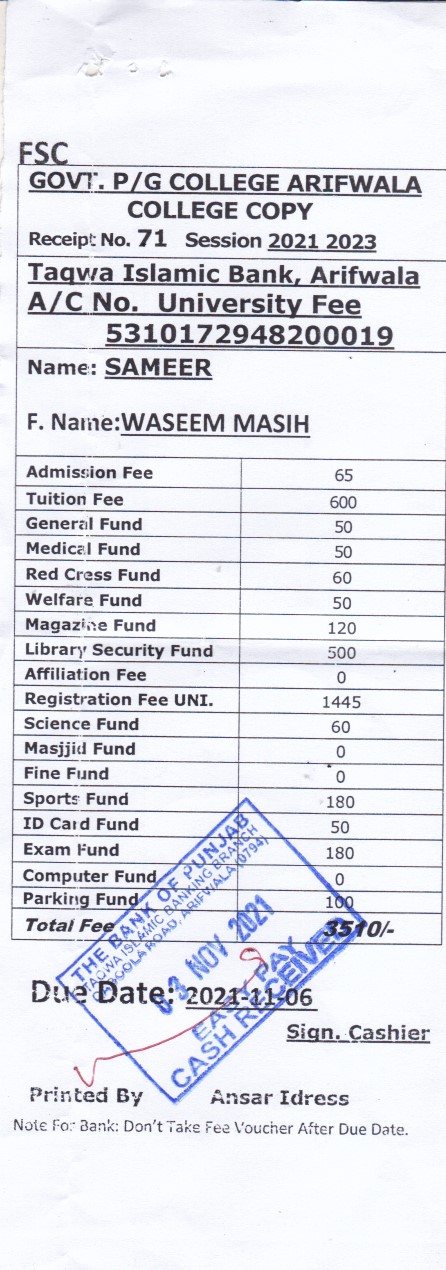 FSC
GOVT. P/G COLLEGE ARIFWALA
COLLEGE COPY
Receipt No. 71 Session 2021 2023
Taqwa Islamic Bank, Arifwala
A/C No. University Fee
5310172948200019
Name: SAMEER
F. Name:WASEEM MASIH
Admission Fee 65
Tuition Fee 600
General Fund 50
Medical Fund 50
Red Cress Fund 60
Welfare Fund 50
Magazine Fund 120
Library Security Fund 500
Affiliation Fee 0
Registration Fee UNI. 1445
Science Fund 60
Masjjid Fund 0
Fine Fund 0
Sports Fund 180
ID Card Fund 50
Exam Fund 180
Computer Fund 0
Parking Fund 100
Total Fee 3510/-
THE BANK OF PUNJAB
TAQWA ISLAMIC BANKING BRANCH
QABOOLA ROAD, ARIFWALA (0794)
03 NOV 2021
EASY PAY
CASH RECEIVED
Due Date: 2021-11-06
Sign. Cashier
Printed By Ansar Idress
Note For Bank: Don't Take Fee Voucher After Due Date.